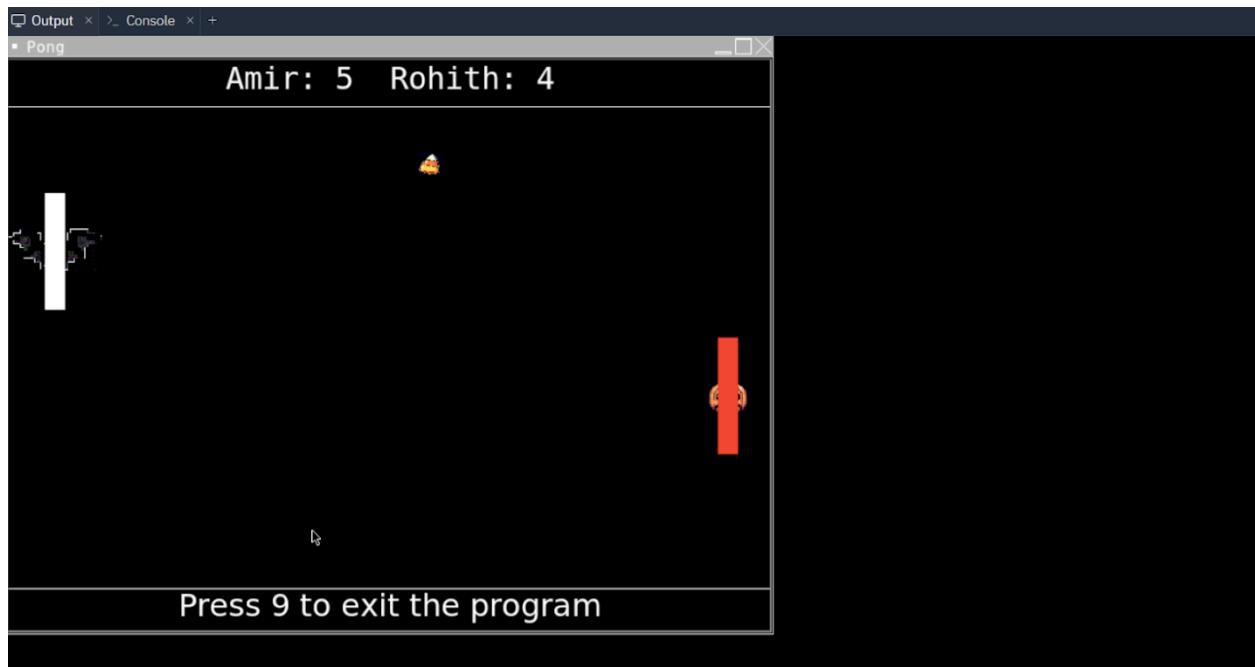 Output × >_ Console × +
Pong
Amir: 5 Rohith: 4
Press 9 to exit the program